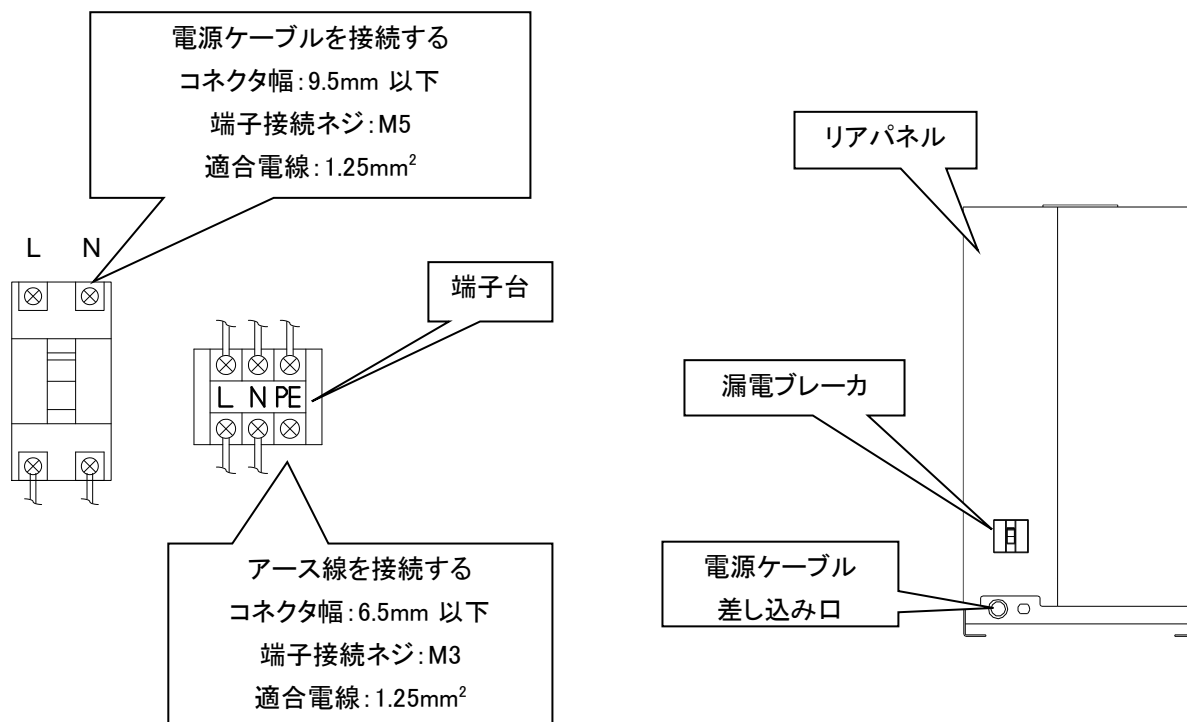 電源ケーブルを接続する
コネクタ幅:9.5mm 以下
端子接続ネジ:M5
適合電線:1.25mm²
リアパネル
L N
端子台
L N PE
漏電ブレーカ
電源ケーブル
差し込み口
アース線を接続する
コネクタ幅:6.5mm 以下
端子接続ネジ:M3
適合電線:1.25mm²